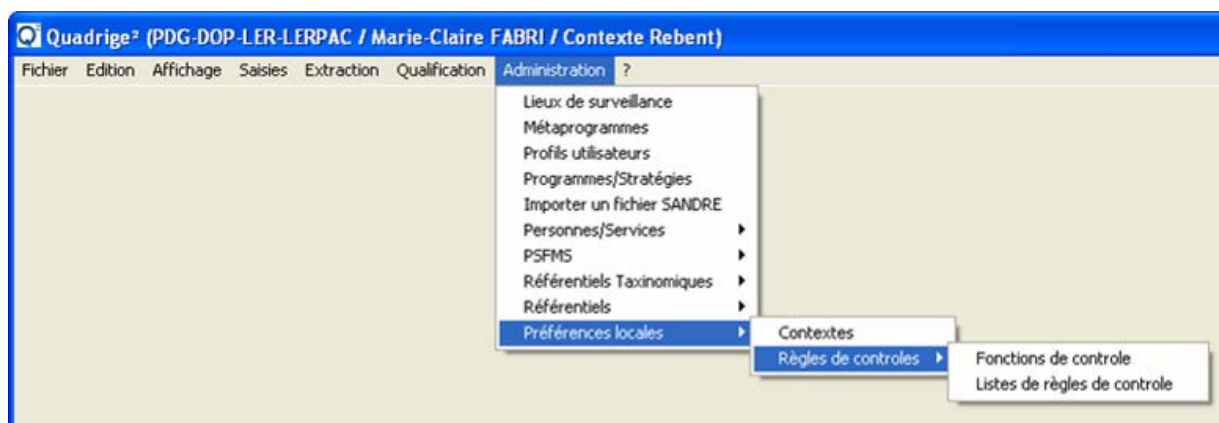 Quadrige² (PDG-DOP-LER-LERPAC / Marie-Claire FABRI / Contexte Rebent)
Fichier Edition Affichage Saisies Extraction Qualification Administration ?
Lieux de surveillance
Métaprogrammes
Profils utilisateurs
Programmes/Stratégies
Importer un fichier SANDRE
Personnes/Services
PSFMS
Référentiels Taxinomiques
Référentiels
Préférences locales
Contextes
Règles de controles
Fonctions de controle
Listes de règles de controle